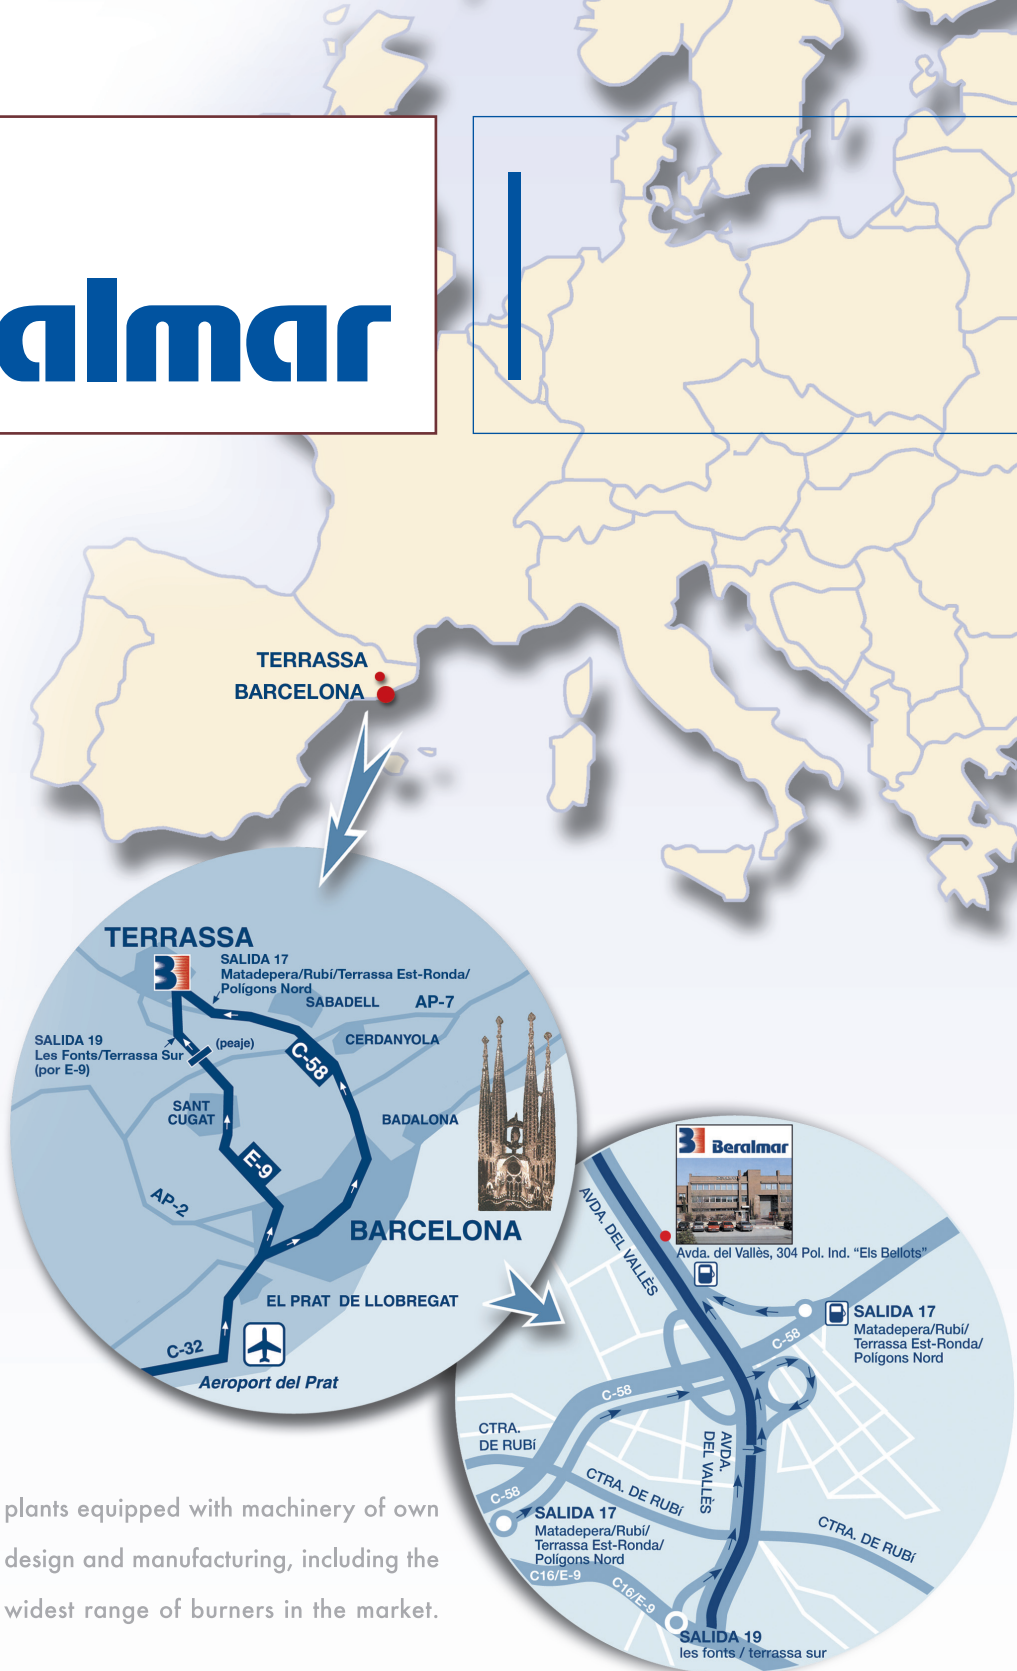 almar
TERRASSA
BARCELONA
TERRASSA
SALIDA 17
Matadepera/Rubí/Terrassa Est-Ronda/
Polígons Nord
SABADELL
AP-7
SALIDA 19
Les Fonts/Terrassa Sur
(por E-9)
(peaje)
C-58
CERDANYOLA
SANT
CUGAT
BADALONA
E-9
AP-2
BARCELONA
EL PRAT DE LLOBREGAT
C-32
Aeroport del Prat
Beralmar
AVDA. DEL VALLÈS
Avda. del Vallès, 304 Pol. Ind. “Els Bellots”
SALIDA 17
Matadepera/Rubí/
Terrassa Est-Ronda/
Polígons Nord
C-58
C-58
CTRA.
DE RUBí
AVDA.
DEL VALLÈS
CTRA. DE RUBí
C-58
SALIDA 17
Matadepera/Rubí/
Terrassa Est-Ronda/
Polígons Nord
CTRA. DE RUBí
C16/E-9
C16/E-9
SALIDA 19
les fonts / terrassa sur
plants equipped with machinery of own
design and manufacturing, including the
widest range of burners in the market.